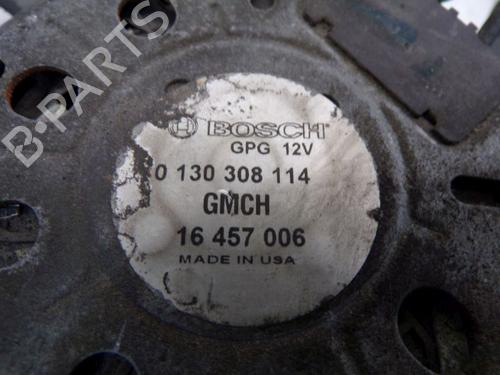 B-PARTS
BOSCH
GPG 12V
0 130 308 114
GMCH
16 457 006
MADE IN USA